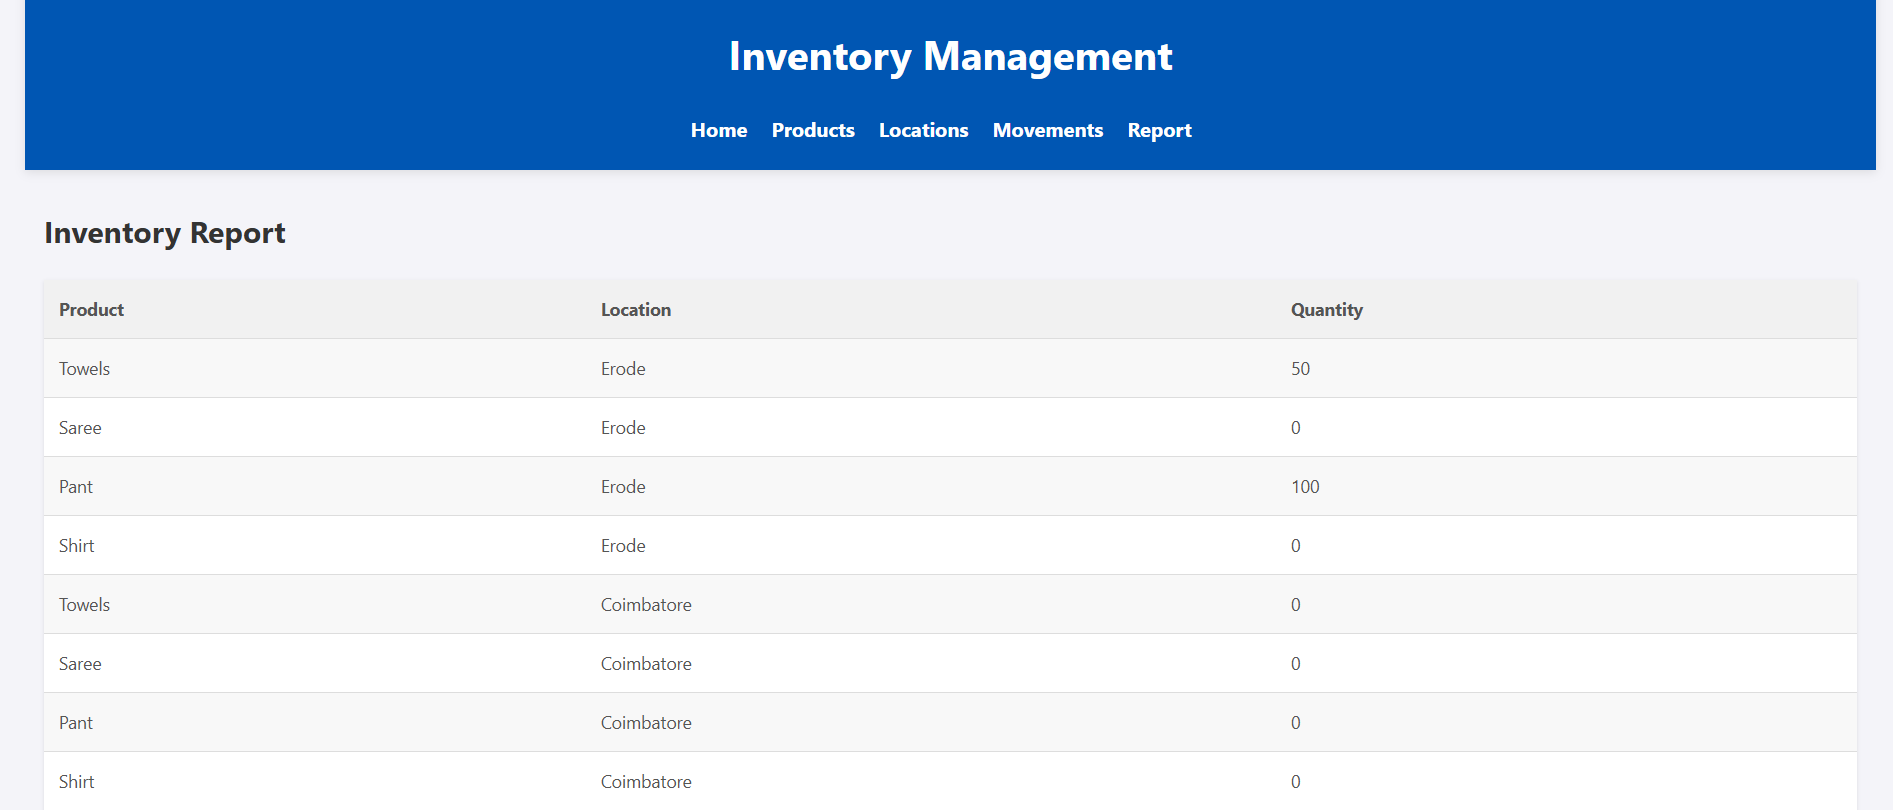 Inventory Management
Home Products Locations Movements Report
Inventory Report
Product Location Quantity
Towels Erode 50
Saree Erode 0
Pant Erode 100
Shirt Erode 0
Towels Coimbatore 0
Saree Coimbatore 0
Pant Coimbatore 0
Shirt Coimbatore 0